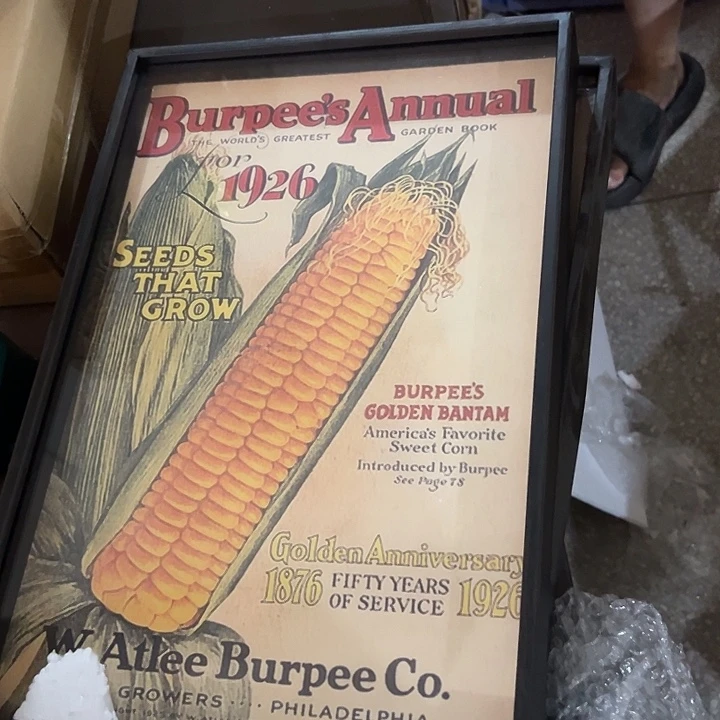 Burpee's Annual
THE WORLD'S GREATEST GARDEN BOOK
for
1926
SEEDS
THAT
GROW
BURPEE'S
GOLDEN BANTAM
America's Favorite
Sweet Corn
Introduced by Burpee
See Page 78
Golden Anniversary
1876 FIFTY YEARS OF SERVICE 1926
W. Atlee Burpee Co.
GROWERS .... PHILADELPHIA